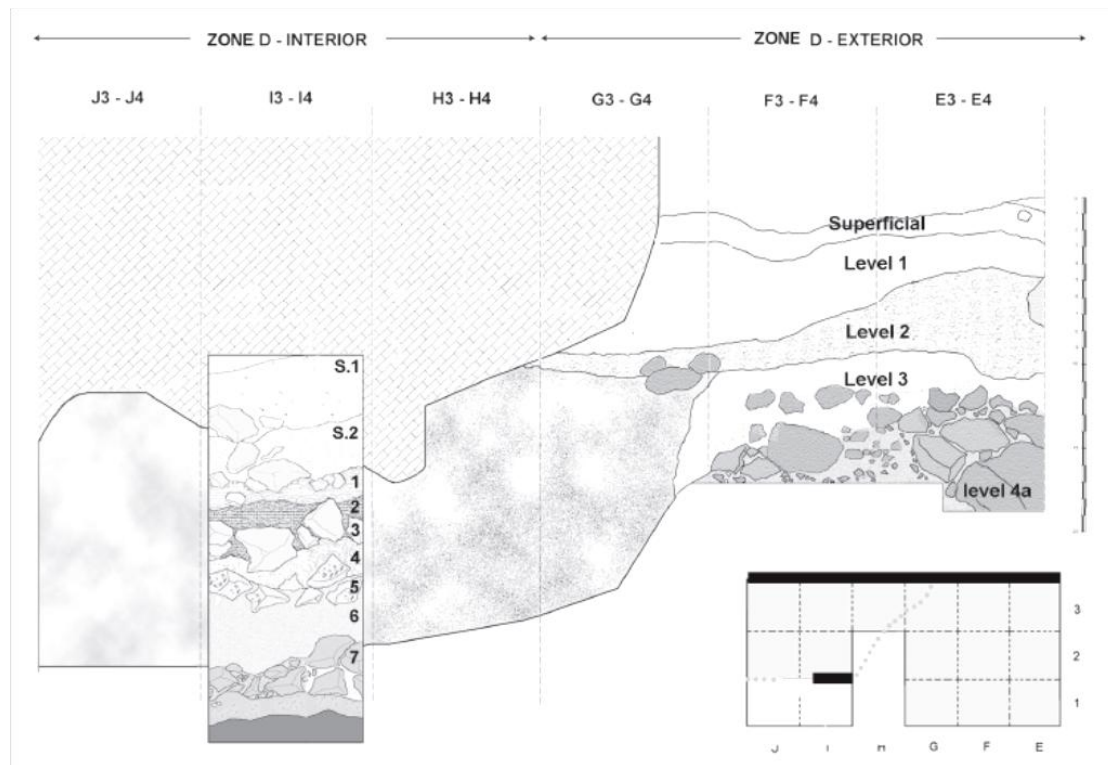 ZONE D - INTERIOR
ZONE D - EXTERIOR
J3 - J4
I3 - I4
H3 - H4
G3 - G4
F3 - F4
E3 - E4
Superficial
Level 1
Level 2
Level 3
level 4a
S.1
S.2
1
2
3
4
5
6
7
3
2
1
J
I
H
G
F
E